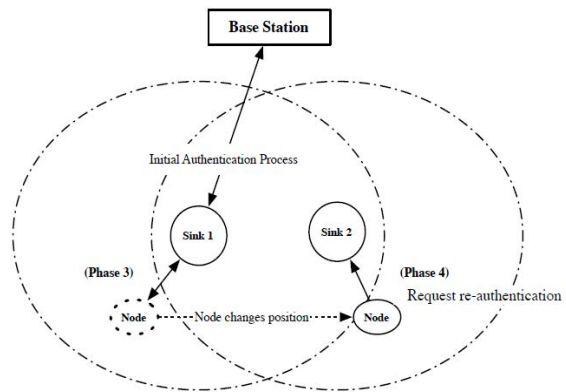 Base Station
Initial Authentication Process
Sink 1
Sink 2
(Phase 3)
(Phase 4)
Request re-authentication
Node
Node changes position
Node